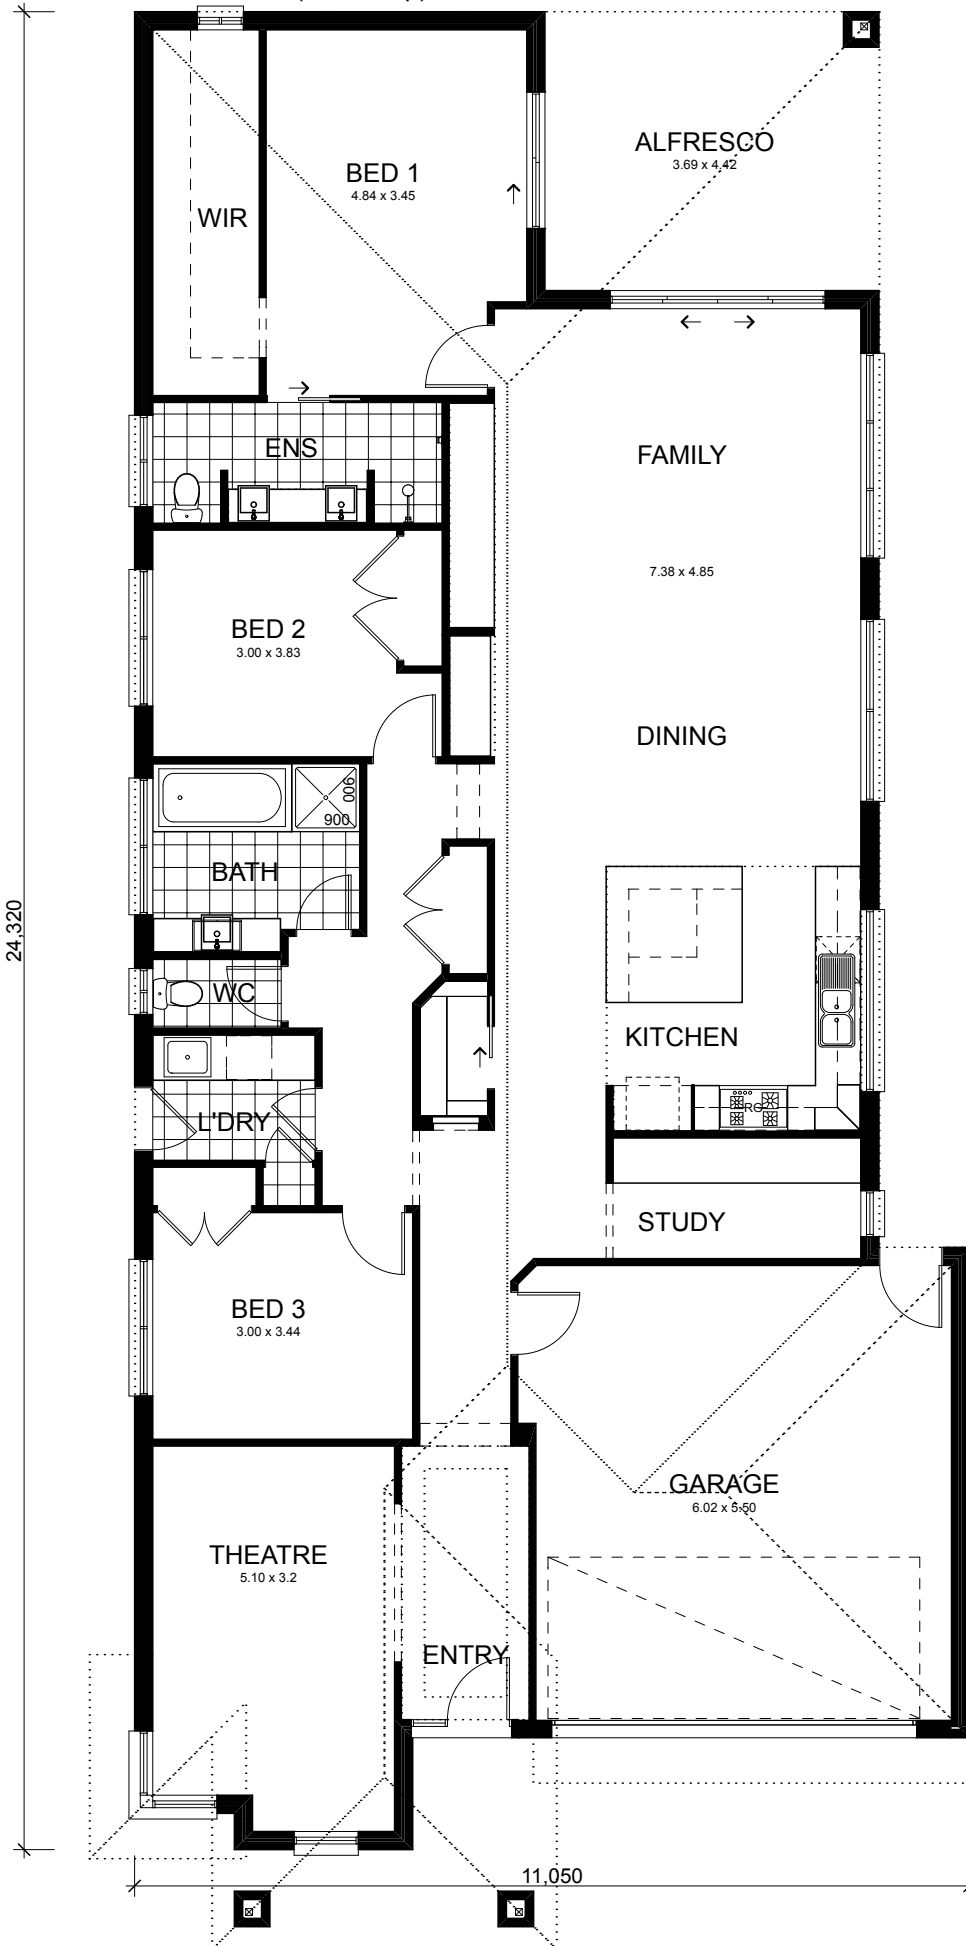 ALFRESCO
3.69 x 4.42
BED 1
4.84 x 3.45
WIR
ENS
FAMILY
7.38 x 4.85
BED 2
3.00 x 3.83
DINING
900
900
BATH
24,320
WC
KITCHEN
L'DRY
STUDY
BED 3
3.00 x 3.44
GARAGE
6.02 x 5.50
THEATRE
5.10 x 3.2
ENTRY
11,050